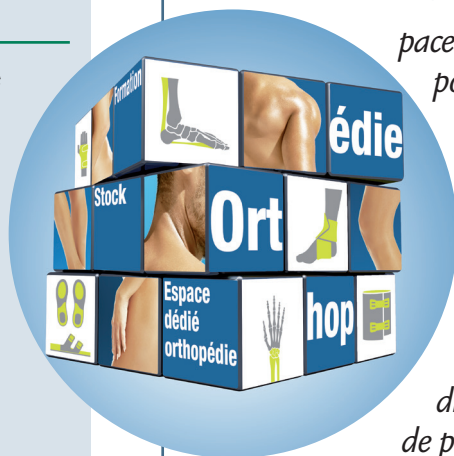 pace
po
Formation
édie
Stock
Ort
Espace
dédié
orthopédie
hop
d
de p